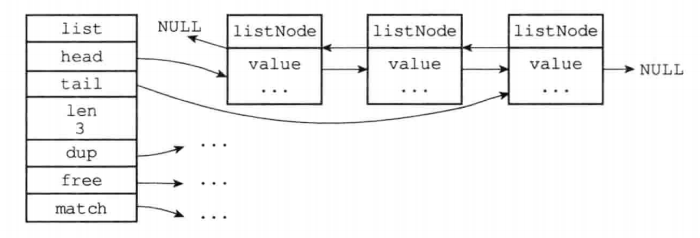 list
head
tail
len
3
dup
free
match
NULL
listNode
value
...
listNode
value
...
listNode
value
...
NULL
...
...
...